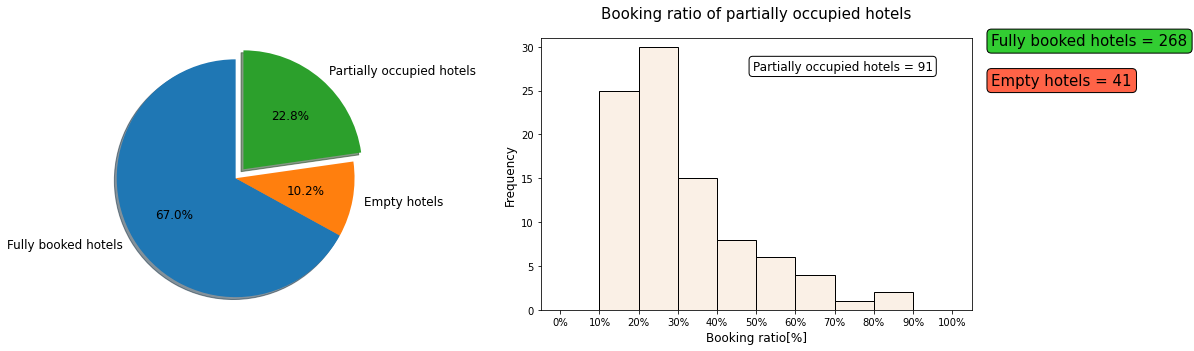 Partially occupied hotels
22.8%
10.2%
Empty hotels
67.0%
Fully booked hotels
Booking ratio of partially occupied hotels
Partially occupied hotels = 91
Frequency
30
25
20
15
10
5
0
0% 10% 20% 30% 40% 50% 60% 70% 80% 90% 100%
Booking ratio[%]
Fully booked hotels = 268
Empty hotels = 41